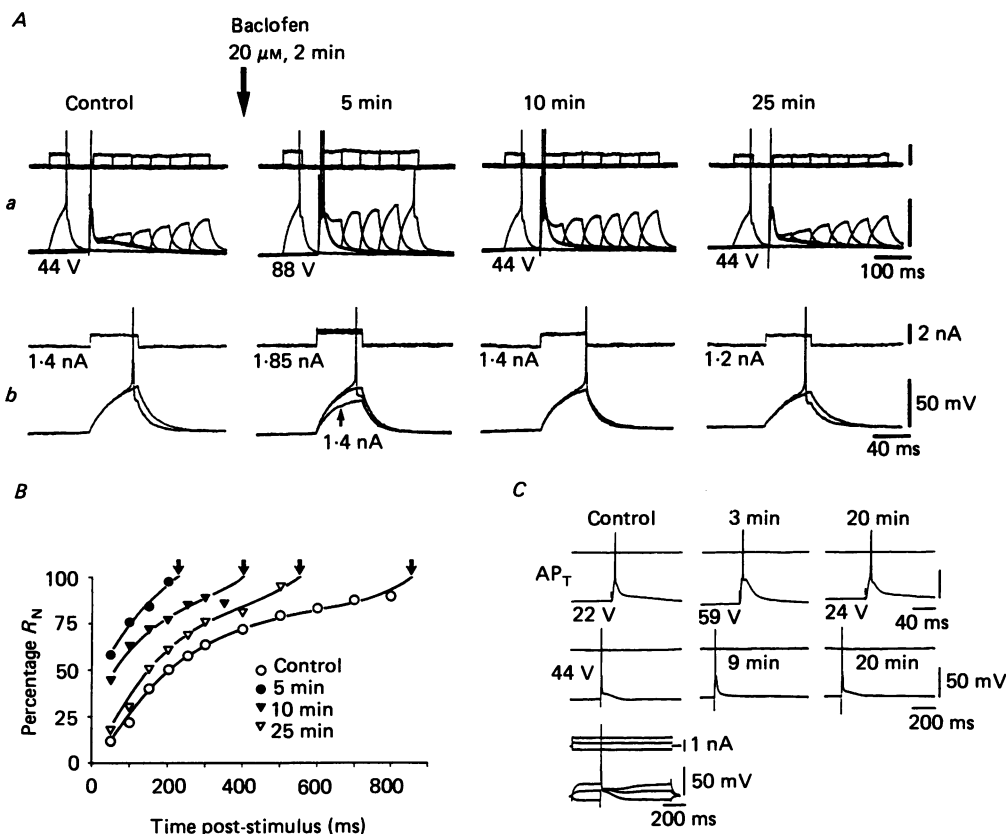 A
Baclofen
20 μM, 2 min
Control
5 min
10 min
25 min
a
44 V
88 V
44 V
44 V
100 ms
1·4 nA
1·85 nA
1·4 nA
1·2 nA
2 nA
b
1·4 nA
50 mV
40 ms
B
Percentage RN
100
75
50
25
0
0
200
400
600
800
Time post-stimulus (ms)
Control
5 min
10 min
25 min
C
Control
3 min
20 min
APT
22 V
59 V
24 V
40 ms
44 V
9 min
20 min
50 mV
200 ms
1 nA
50 mV
200 ms